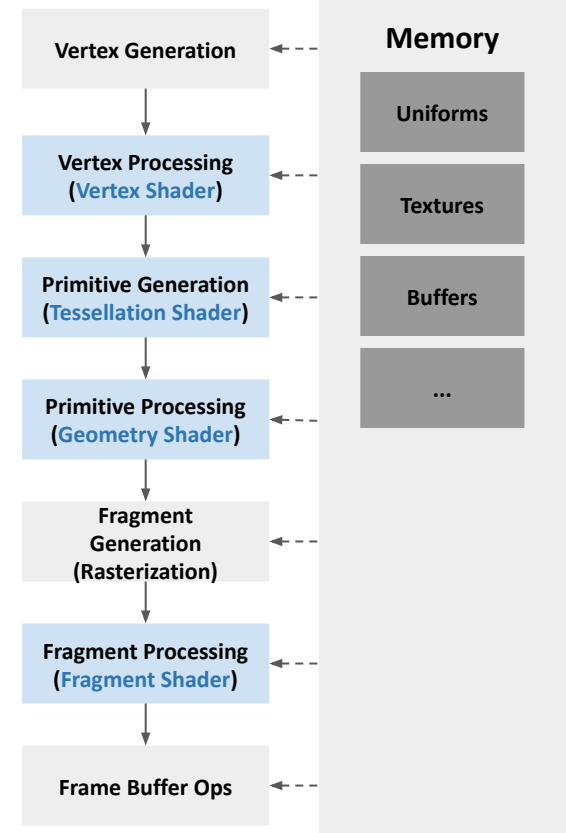 Vertex Generation
Vertex Processing
(Vertex Shader)
Primitive Generation
(Tessellation Shader)
Primitive Processing
(Geometry Shader)
Fragment
Generation
(Rasterization)
Fragment Processing
(Fragment Shader)
Frame Buffer Ops
Memory
Uniforms
Textures
Buffers
...